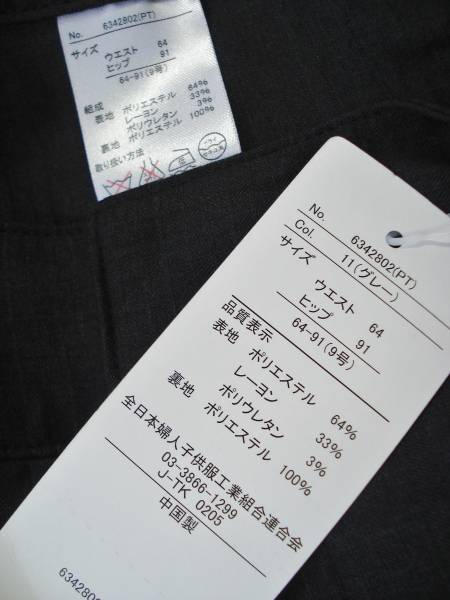 No. 6342802(PT)
サイズ
ウエスト 64
ヒップ 91
64-91(9号)
組成
表地 ポリエステル 64%
レーヨン 33%
ポリウレタン 3%
裏地 ポリエステル 100%
取り扱い方法
ドライ
No. 6342802(PT)
Col. 11(グレー)
サイズ
ウエスト 64
ヒップ 91
64-91(9号)
品質表示
表地 ポリエステル 64%
レーヨン 33%
ポリウレタン 3%
裏地 ポリエステル 100%
全日本婦人子供服工業組合連合会
03-3866-1299
J-TK 0205
中国製
6342802